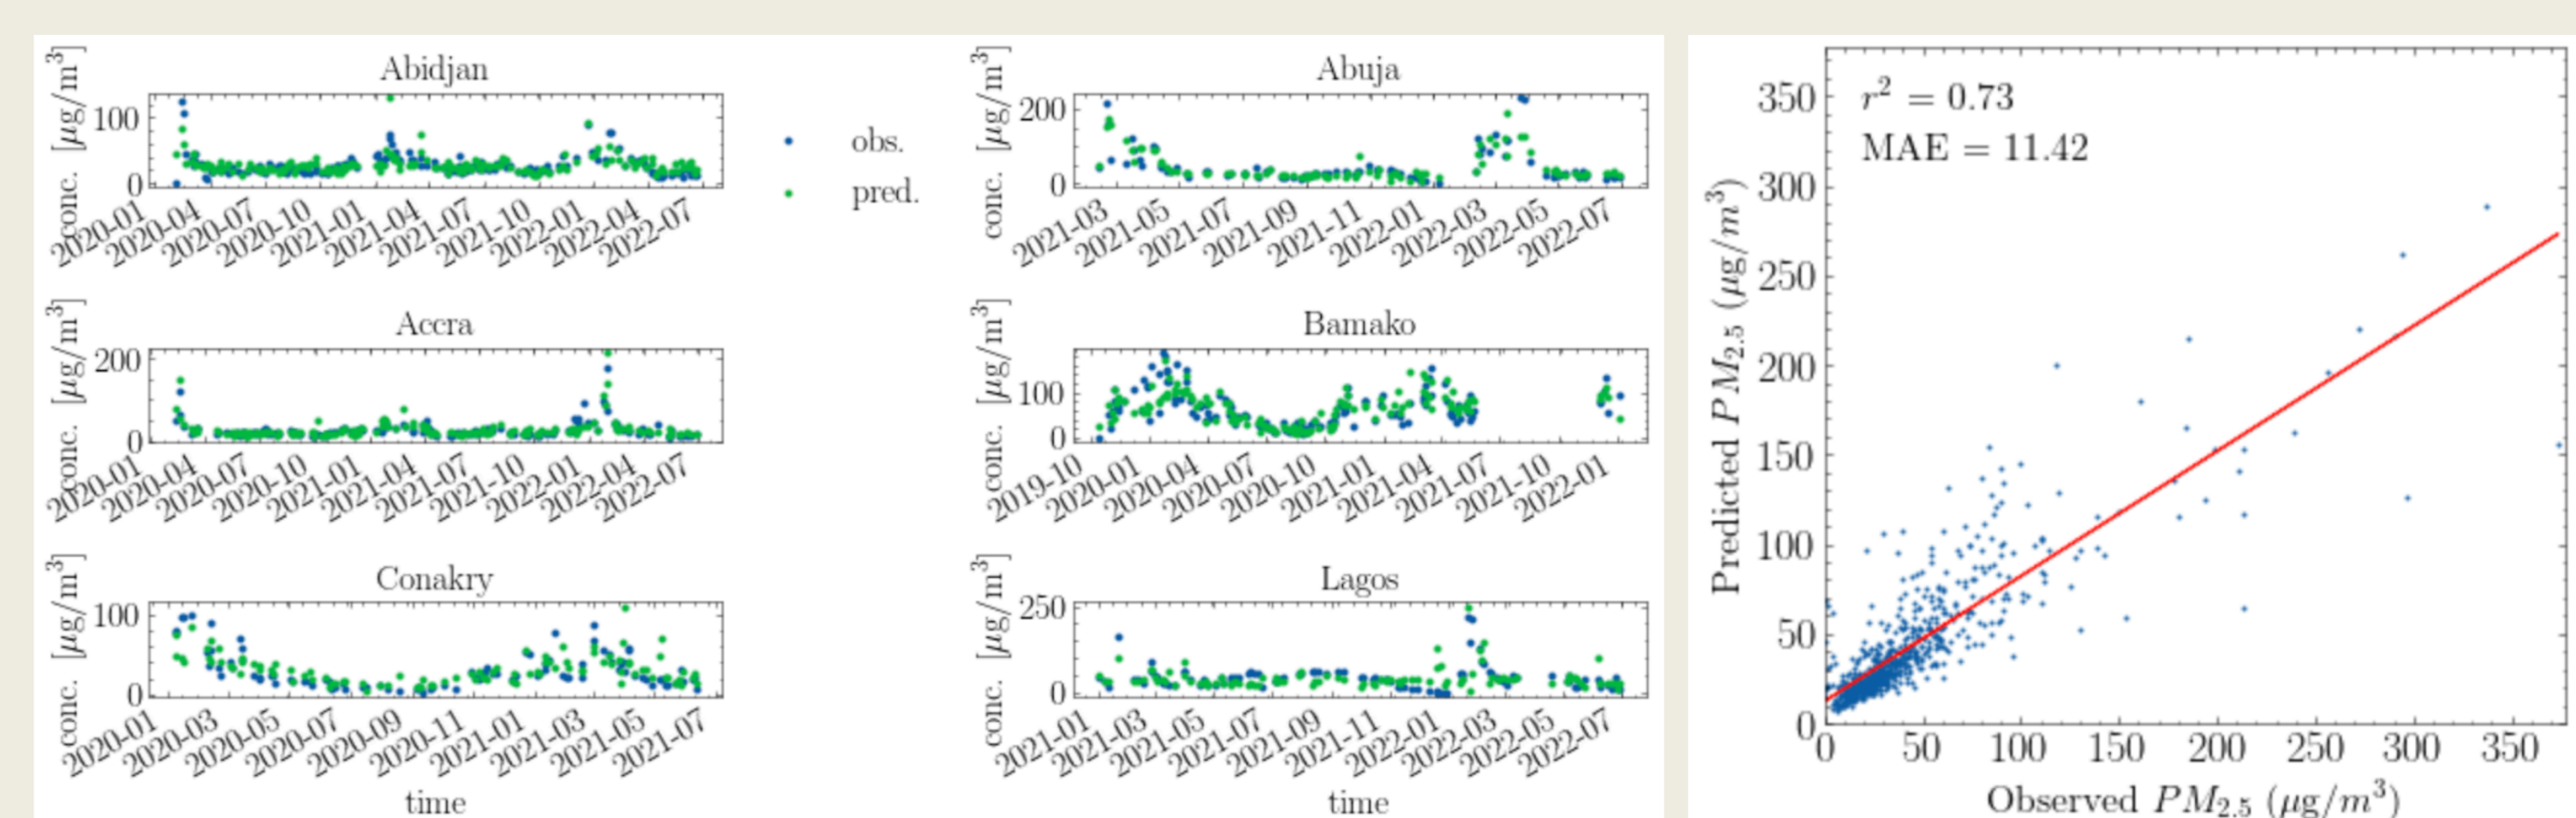 Abidjan
conc. [μg/m³]
100
0
2020-01 2020-04 2020-07 2020-10 2021-01 2021-04 2021-07 2021-10 2022-01 2022-04 2022-07
obs.
pred.
Abuja
conc. [μg/m³]
200
0
2021-03 2021-05 2021-07 2021-09 2021-11 2022-01 2022-03 2022-05 2022-07
Accra
conc. [μg/m³]
200
0
2020-01 2020-04 2020-07 2020-10 2021-01 2021-04 2021-07 2021-10 2022-01 2022-04 2022-07
Bamako
conc. [μg/m³]
100
0
2019-10 2020-01 2020-04 2020-07 2020-10 2021-01 2021-04 2021-07 2021-10 2022-01
Conakry
conc. [μg/m³]
100
0
2020-01 2020-03 2020-05 2020-07 2020-09 2020-11 2021-01 2021-03 2021-05 2021-07
time
Lagos
conc. [μg/m³]
250
0
2021-01 2021-03 2021-05 2021-07 2021-09 2021-11 2022-01 2022-03 2022-05 2022-07
time
r² = 0.73
MAE = 11.42
Predicted PM₂.₅ (μg/m³)
350
300
250
200
150
100
50
0
0 50 100 150 200 250 300 350
Observed PM₂.₅ (μg/m³)